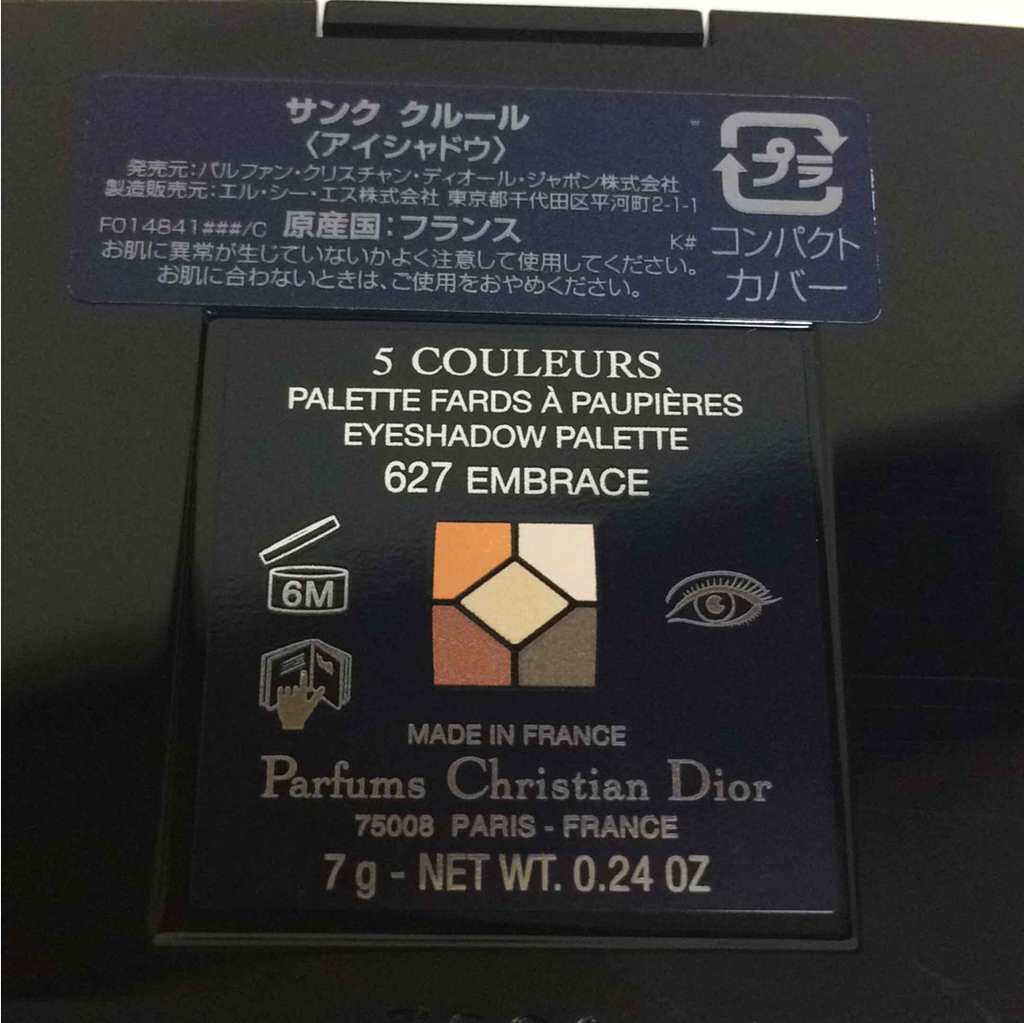 サンク クルール
〈アイシャドウ〉
発売元:パルファン・クリスチャン・ディオール・ジャポン株式会社
製造販売元:エル・シー・エス株式会社 東京都千代田区平河町2-1-1
F014841###/C 原産国:フランス K#
お肌に異常が生じていないかよく注意して使用してください。
お肌に合わないときは、ご使用をおやめください。
プラ
コンパクト
カバー
5 COULEURS
PALETTE FARDS À PAUPIÈRES
EYESHADOW PALETTE
627 EMBRACE
6M
MADE IN FRANCE
Parfums Christian Dior
75008 PARIS - FRANCE
7 g - NET WT. 0.24 OZ